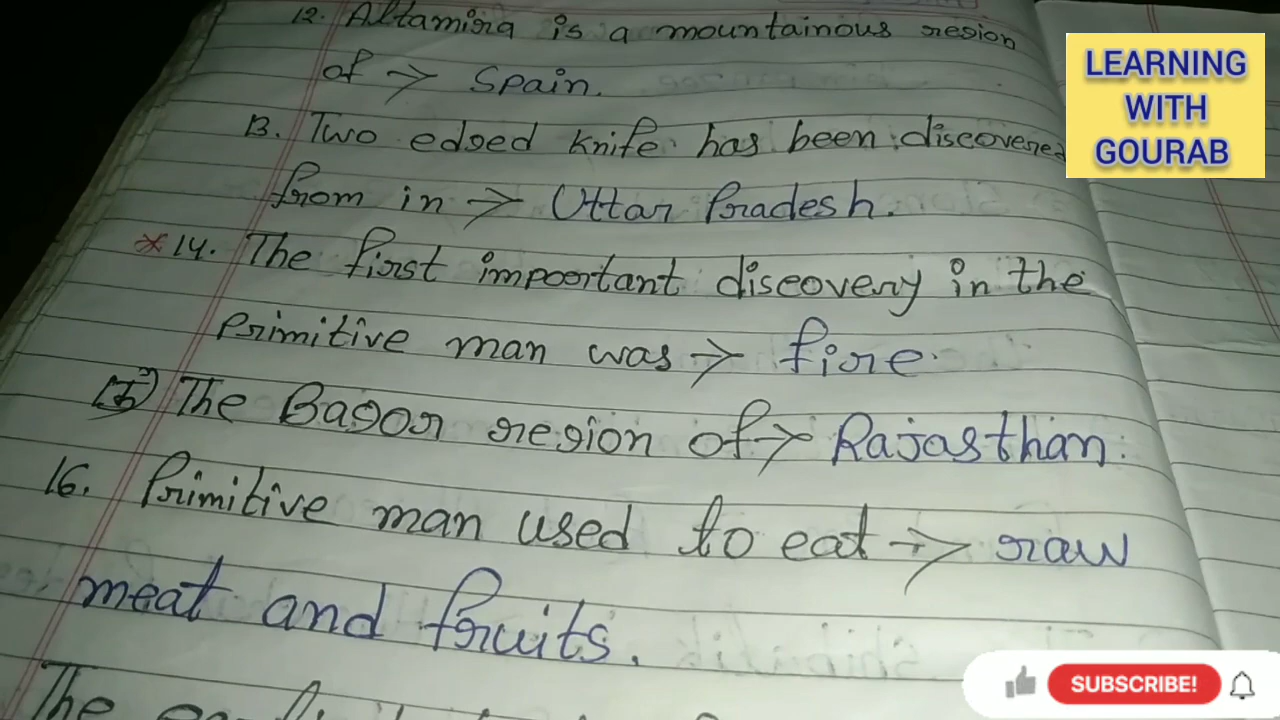 12. Altamira is a mountainous region
of → Spain.
13. Two edged knife has been discovered
from in → Uttar Pradesh.
*14. The first impoortant discovery in the
primitive man was → fire.
The Bagor region of → Rajasthan.
16. Primitive man used to eat → raw
meat and fruits.
The
LEARNING
WITH
GOURAB
SUBSCRIBE!